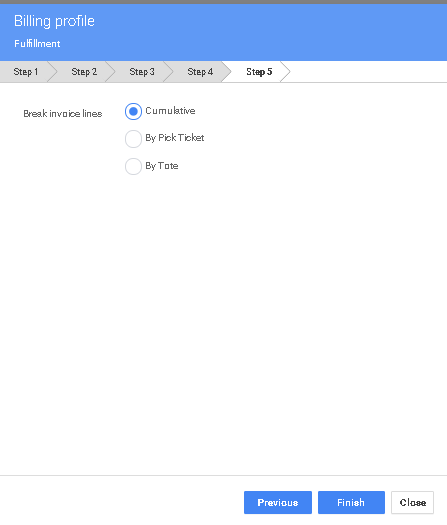 Billing profile
Fulfillment
Step 1 Step 2 Step 3 Step 4 Step 5
Break invoice lines
Cumulative
By Pick Ticket
By Tote
Previous Finish Close